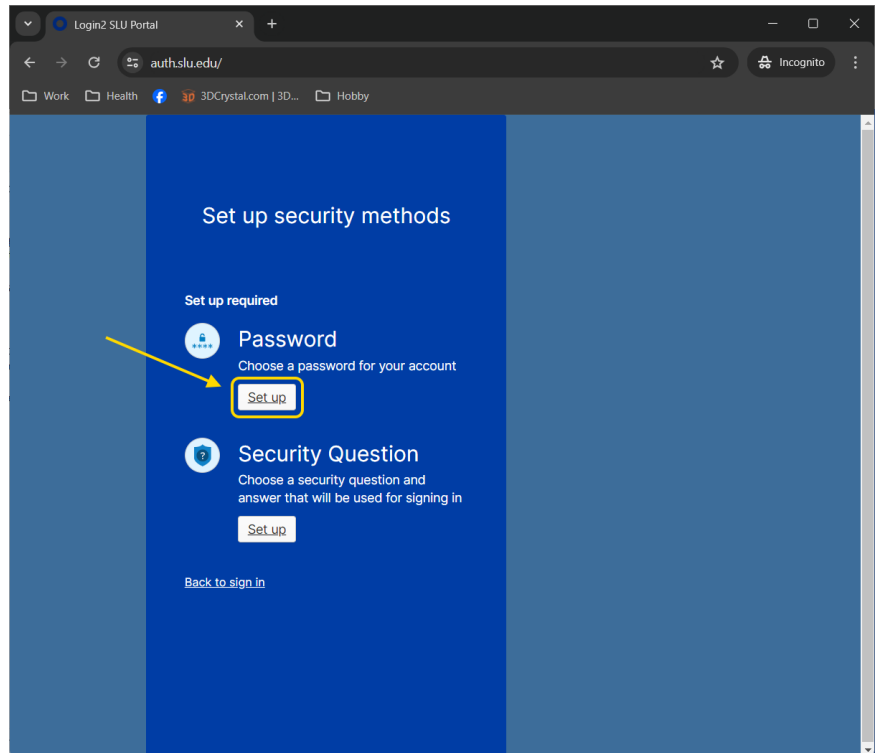 Login2 SLU Portal
auth.slu.edu/
Incognito
Work Health 3DCrystal.com | 3D... Hobby
Set up security methods
Set up required
Password
Choose a password for your account
Set up
Security Question
Choose a security question and
answer that will be used for signing in
Set up
Back to sign in